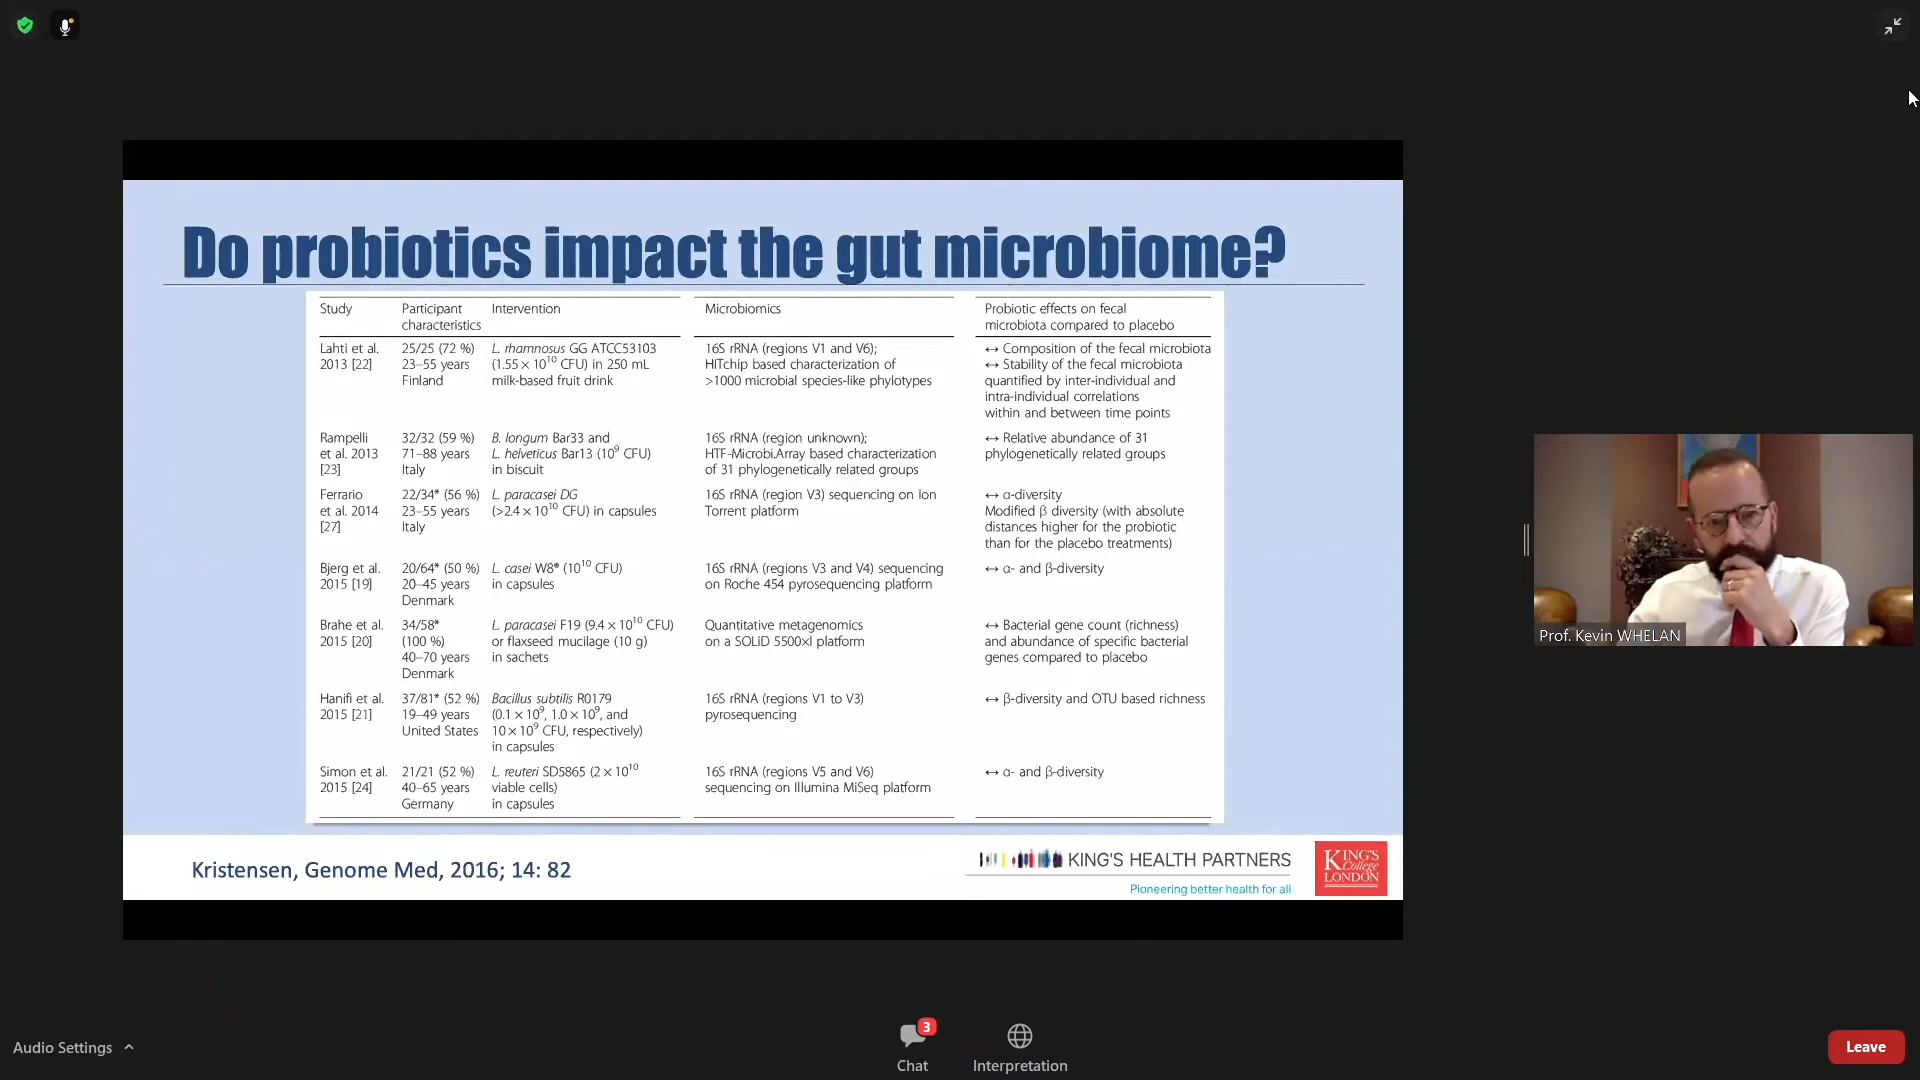 Do probiotics impact the gut microbiome?
Study
Participant
characteristics
Intervention
Microbiomics
Probiotic effects on fecal
microbiota compared to placebo
Lahti et al.
2013 [22]
25/25 (72 %)
23–55 years
Finland
L. rhamnosus GG ATCC53103
(1.55 × 10¹⁰ CFU) in 250 mL
milk-based fruit drink
16S rRNA (regions V1 and V6);
HITchip based characterization of
>1000 microbial species-like phylotypes
↔ Composition of the fecal microbiota
↔ Stability of the fecal microbiota
quantified by inter-individual and
intra-individual correlations
within and between time points
Rampelli
et al. 2013
[23]
32/32 (59 %)
71–88 years
Italy
B. longum Bar33 and
L. helveticus Bar13 (10⁹ CFU)
in biscuit
16S rRNA (region unknown);
HTF-Microbi.Array based characterization
of 31 phylogenetically related groups
↔ Relative abundance of 31
phylogenetically related groups
Ferrario
et al. 2014
[27]
22/34* (56 %)
23–55 years
Italy
L. paracasei DG
(>2.4 × 10¹⁰ CFU) in capsules
16S rRNA (region V3) sequencing on Ion
Torrent platform
↔ α-diversity
Modified β diversity (with absolute
distances higher for the probiotic
than for the placebo treatments)
Bjerg et al.
2015 [19]
20/64* (50 %)
20–45 years
Denmark
L. casei W8® (10¹⁰ CFU)
in capsules
16S rRNA (regions V3 and V4) sequencing
on Roche 454 pyrosequencing platform
↔ α- and β-diversity
Brahe et al.
2015 [20]
34/58*
(100 %)
40–70 years
Denmark
L. paracasei F19 (9.4 × 10¹⁰ CFU)
or flaxseed mucilage (10 g)
in sachets
Quantitative metagenomics
on a SOLiD 5500×l platform
↔ Bacterial gene count (richness)
and abundance of specific bacterial
genes compared to placebo
Hanifi et al.
2015 [21]
37/81* (52 %)
19–49 years
United States
Bacillus subtilis R0179
(0.1 × 10⁹, 1.0 × 10⁹, and
10 × 10⁹ CFU, respectively)
in capsules
16S rRNA (regions V1 to V3)
pyrosequencing
↔ β-diversity and OTU based richness
Simon et al.
2015 [24]
21/21 (52 %)
40–65 years
Germany
L. reuteri SD5865 (2 × 10¹⁰
viable cells)
in capsules
16S rRNA (regions V5 and V6)
sequencing on Illumina MiSeq platform
↔ α- and β-diversity
Kristensen, Genome Med, 2016; 14: 82
KING'S HEALTH PARTNERS
Pioneering better health for all
KING'S
College
LONDON
Prof. Kevin WHELAN
Audio Settings
3
Chat
Interpretation
Leave